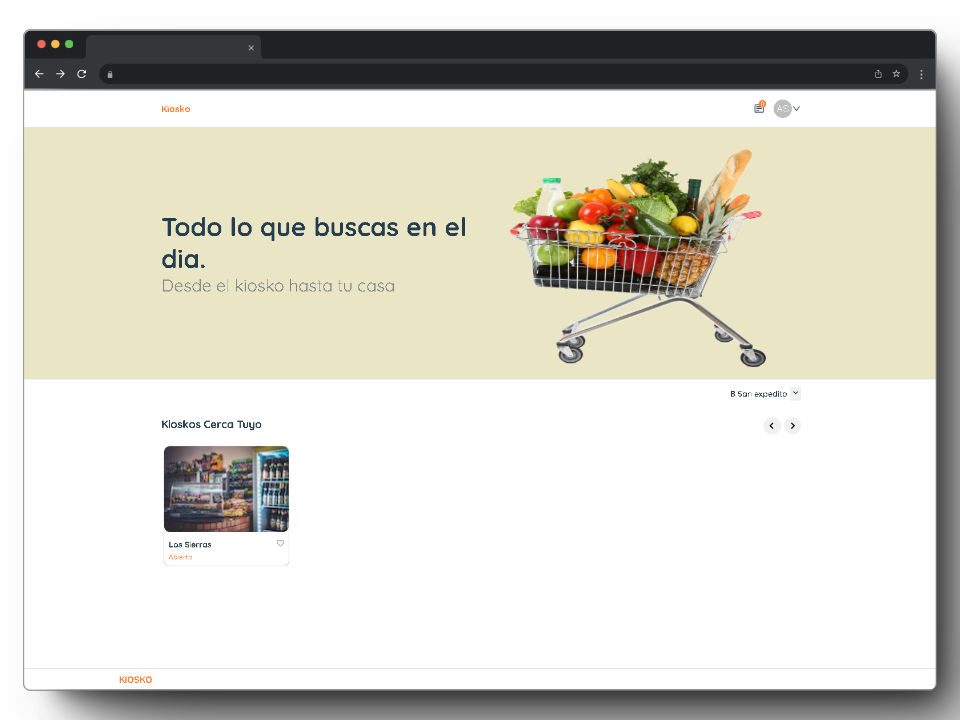 Kiosko
AS
Todo lo que buscas en el
dia.
Desde el kiosko hasta tu casa
B San expedito
Kioskos Cerca Tuyo
Las Sierras
Abierto
KIOSKO